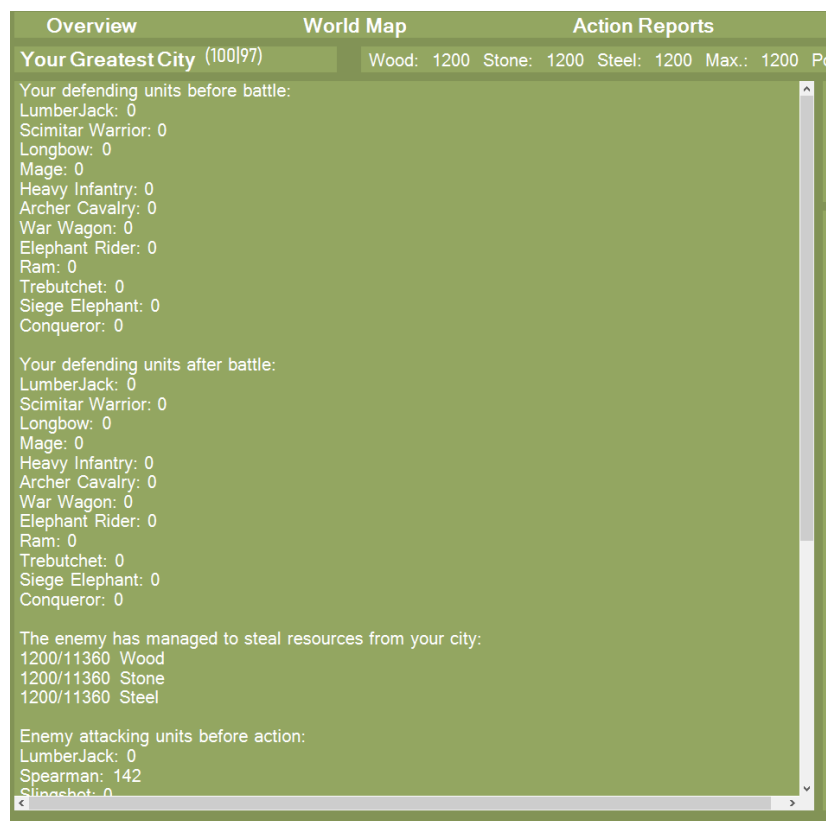 Overview World Map Action Reports
Your Greatest City (100|97) Wood: 1200 Stone: 1200 Steel: 1200 Max.: 1200
Your defending units before battle:
LumberJack: 0
Scimitar Warrior: 0
Longbow: 0
Mage: 0
Heavy Infantry: 0
Archer Cavalry: 0
War Wagon: 0
Elephant Rider: 0
Ram: 0
Trebutchet: 0
Siege Elephant: 0
Conqueror: 0
Your defending units after battle:
LumberJack: 0
Scimitar Warrior: 0
Longbow: 0
Mage: 0
Heavy Infantry: 0
Archer Cavalry: 0
War Wagon: 0
Elephant Rider: 0
Ram: 0
Trebutchet: 0
Siege Elephant: 0
Conqueror: 0
The enemy has managed to steal resources from your city:
1200/11360 Wood
1200/11360 Stone
1200/11360 Steel
Enemy attacking units before action:
LumberJack: 0
Spearman: 142
Slingshot: 0